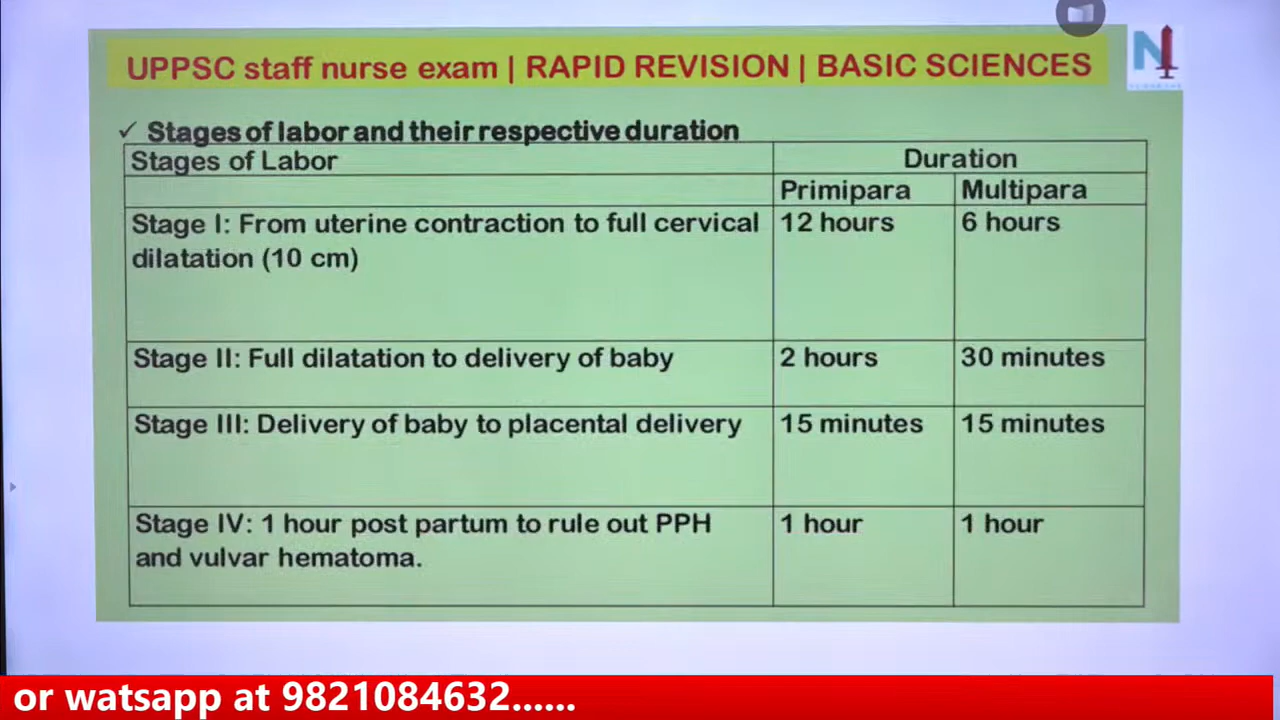 UPPSC staff nurse exam | RAPID REVISION | BASIC SCIENCES
✓ Stages of labor and their respective duration
Stages of Labor
Duration
Primipara
Multipara
Stage I: From uterine contraction to full cervical
dilatation (10 cm)
12 hours
6 hours
Stage II: Full dilatation to delivery of baby
2 hours
30 minutes
Stage III: Delivery of baby to placental delivery
15 minutes
15 minutes
Stage IV: 1 hour post partum to rule out PPH
and vulvar hematoma.
1 hour
1 hour
or watsapp at 9821084632......